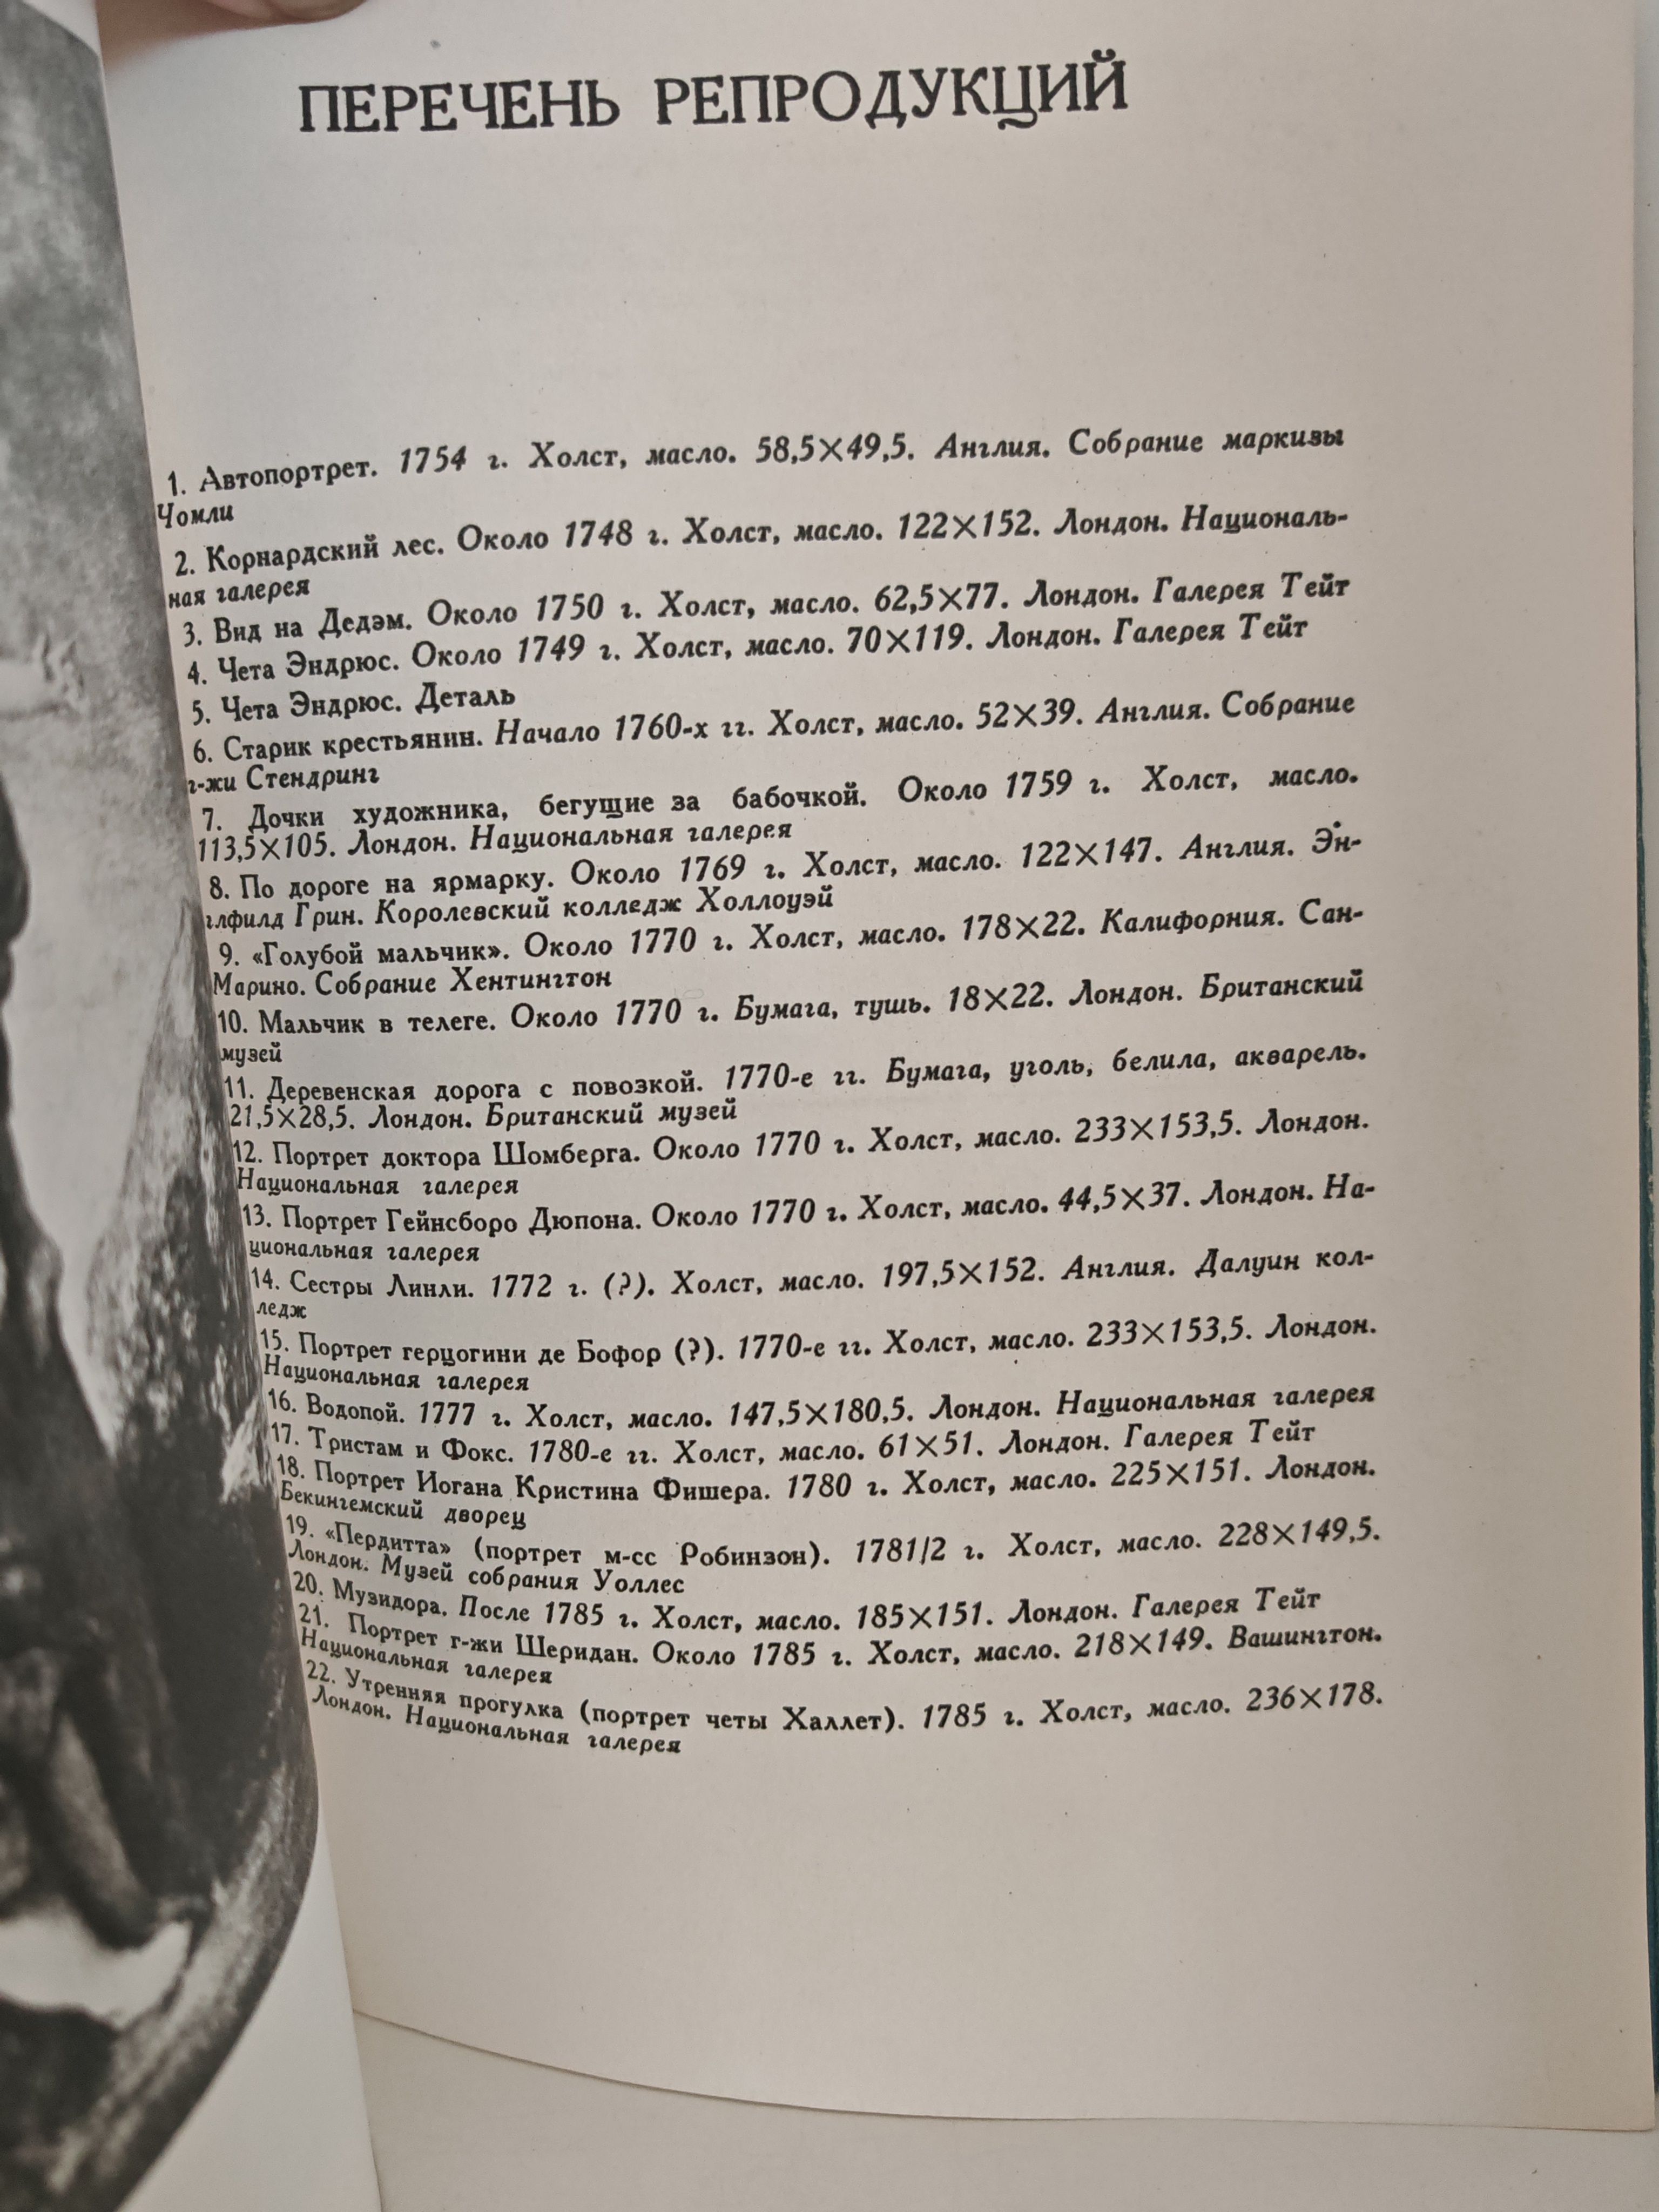 ПЕРЕЧЕНЬ РЕПРОДУКЦИЙ
1. Автопортрет. 1754 г. Холст, масло. 58,5×49,5. Англия. Собрание маркизы
Чомли
2. Корнардский лес. Около 1748 г. Холст, масло. 122×152. Лондон. Националь-
ная галерея
3. Вид на Дедэм. Около 1750 г. Холст, масло. 62,5×77. Лондон. Галерея Тейт
4. Чета Эндрюс. Около 1749 г. Холст, масло. 70×119. Лондон. Галерея Тейт
5. Чета Эндрюс. Деталь
6. Старик крестьянин. Начало 1760-х гг. Холст, масло. 52×39. Англия. Собрание
г-жи Стендринг
7. Дочки художника, бегущие за бабочкой. Около 1759 г. Холст, масло.
113,5×105. Лондон. Национальная галерея
8. По дороге на ярмарку. Около 1769 г. Холст, масло. 122×147. Англия. Эн-
глфилд Грин. Королевский колледж Холлоуэй
9. «Голубой мальчик». Около 1770 г. Холст, масло. 178×22. Калифорния. Сан-
Марино. Собрание Хентингтон
10. Мальчик в телеге. Около 1770 г. Бумага, тушь. 18×22. Лондон. Британский
музей
11. Деревенская дорога с повозкой. 1770-е гг. Бумага, уголь, белила, акварель.
21,5×28,5. Лондон. Британский музей
12. Портрет доктора Шомберга. Около 1770 г. Холст, масло. 233×153,5. Лондон.
Национальная галерея
13. Портрет Гейнсборо Дюпона. Около 1770 г. Холст, масло. 44,5×37. Лондон. На-
циональная галерея
14. Сестры Линли. 1772 г. (?). Холст, масло. 197,5×152. Англия. Далуин кол-
ледж
15. Портрет герцогини де Бофор (?). 1770-е гг. Холст, масло. 233×153,5. Лондон.
Национальная галерея
16. Водопой. 1777 г. Холст, масло. 147,5×180,5. Лондон. Национальная галерея
17. Тристам и Фокс. 1780-е гг. Холст, масло. 61×51. Лондон. Галерея Тейт
18. Портрет Иогана Кристина Фишера. 1780 г. Холст, масло. 225×151. Лондон.
Бекингемский дворец
19. «Пердитта» (портрет м-сс Робинзон). 1781/2 г. Холст, масло. 228×149,5.
Лондон. Музей собрания Уоллес
20. Музидора. После 1785 г. Холст, масло. 185×151. Лондон. Галерея Тейт
21. Портрет г-жи Шеридан. Около 1785 г. Холст, масло. 218×149. Вашингтон.
Национальная галерея
22. Утренняя прогулка (портрет четы Халлет). 1785 г. Холст, масло. 236×178.
Лондон. Национальная галерея